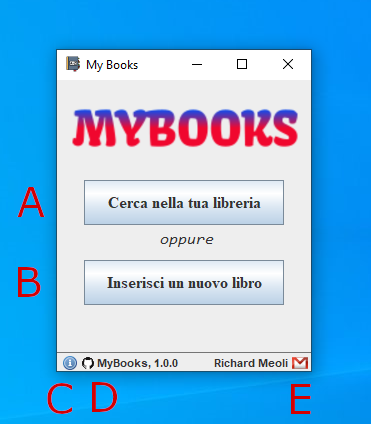 My Books
MYBOOKS
A
Cerca nella tua libreria
oppure
B
Inserisci un nuovo libro
MyBooks, 1.0.0 Richard Meoli
C D E